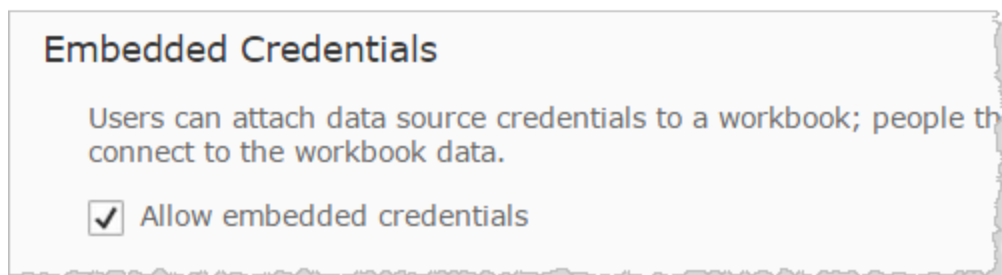 Embedded Credentials
Users can attach data source credentials to a workbook; people
connect to the workbook data.
Allow embedded credentials